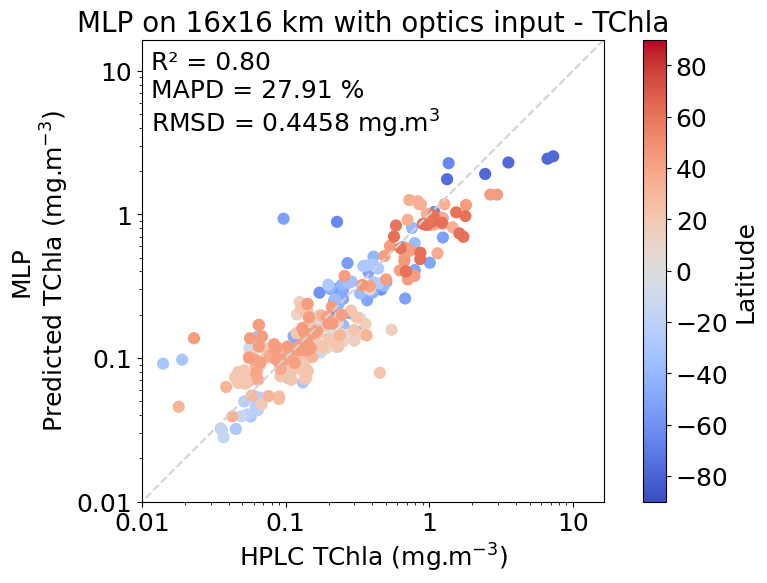 MLP on 16x16 km with optics input - TChla
R² = 0.80
MAPD = 27.91 %
RMSD = 0.4458 mg.m³
MLP
Predicted TChla (mg.m⁻³)
10
1
0.1
0.01
0.01
0.1
1
10
HPLC TChla (mg.m⁻³)
80
60
40
20
0
−20
−40
−60
−80
Latitude